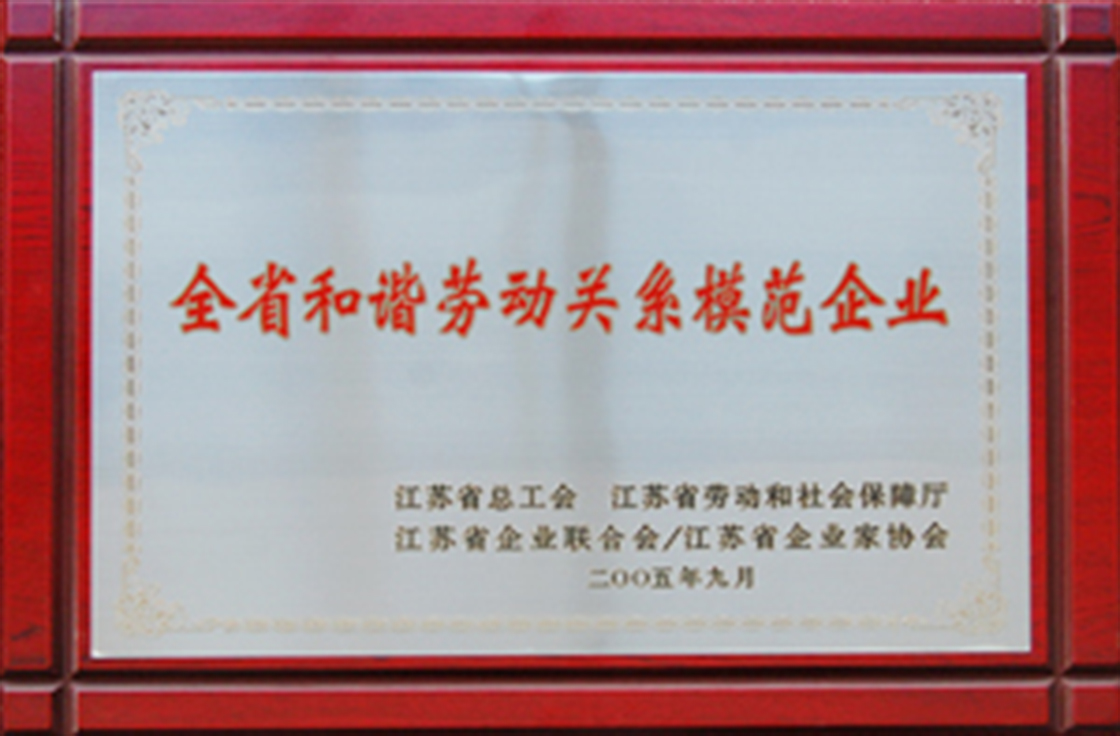 全省和谐劳动关系模范企业
江苏省总工会 江苏省劳动和社会保障厅
江苏省企业联合会/江苏省企业家协会
二〇〇五年九月